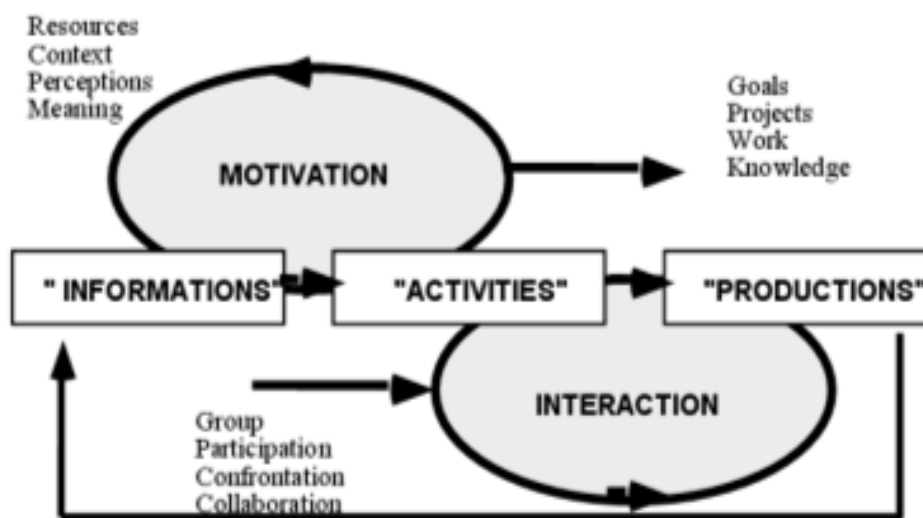 Resources
Context
Perceptions
Meaning
Goals
Projects
Work
Knowledge
MOTIVATION
" INFORMATIONS"
"ACTIVITIES"
"PRODUCTIONS"
INTERACTION
Group
Participation
Confrontation
Collaboration